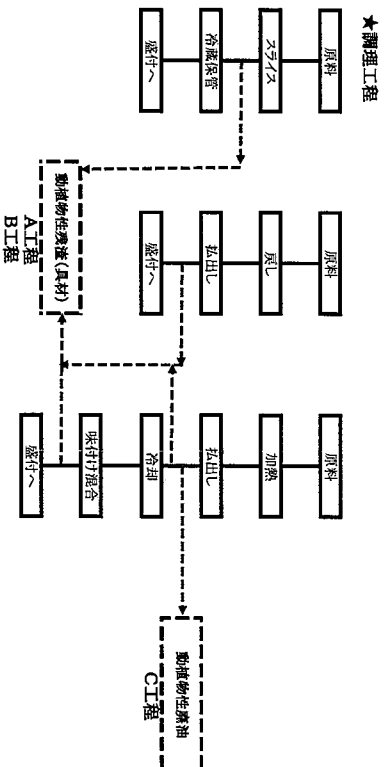 ★調理工程
原料
スライス
冷蔵保管
盛付へ
動植物性残渣(具材)
A工程
B工程
原料
戻し
払出し
盛付へ
原料
加熱
払出し
冷却
味付け混合
盛付へ
動植物性廃油
C工程